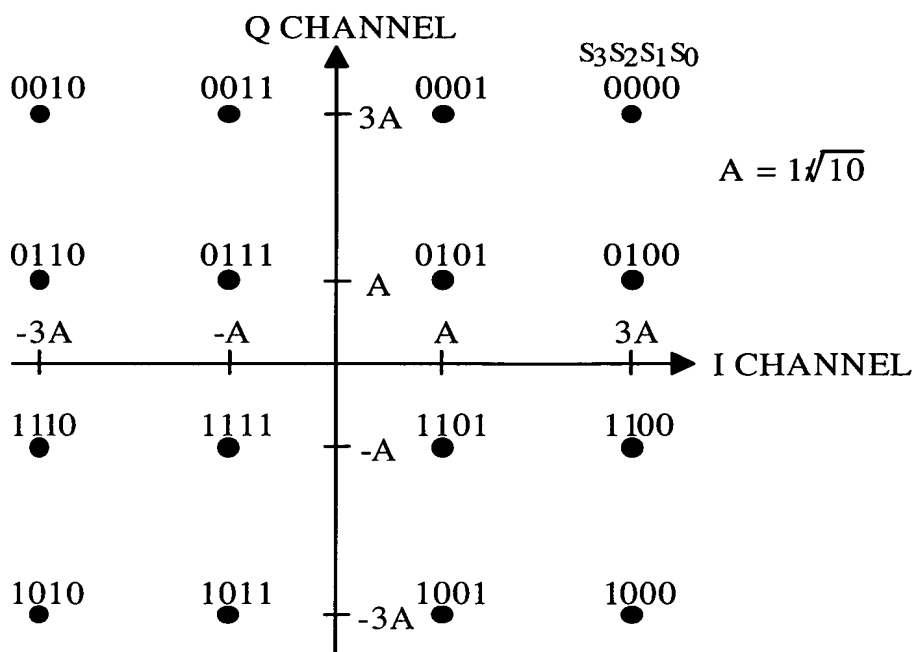 Q CHANNEL
S₃S₂S₁S₀
0010 0011 0001 0000
3A
A = 1/√10
0110 0111 0101 0100
A
-3A -A A 3A
I CHANNEL
1110 1111 1101 1100
-A
1010 1011 1001 1000
-3A